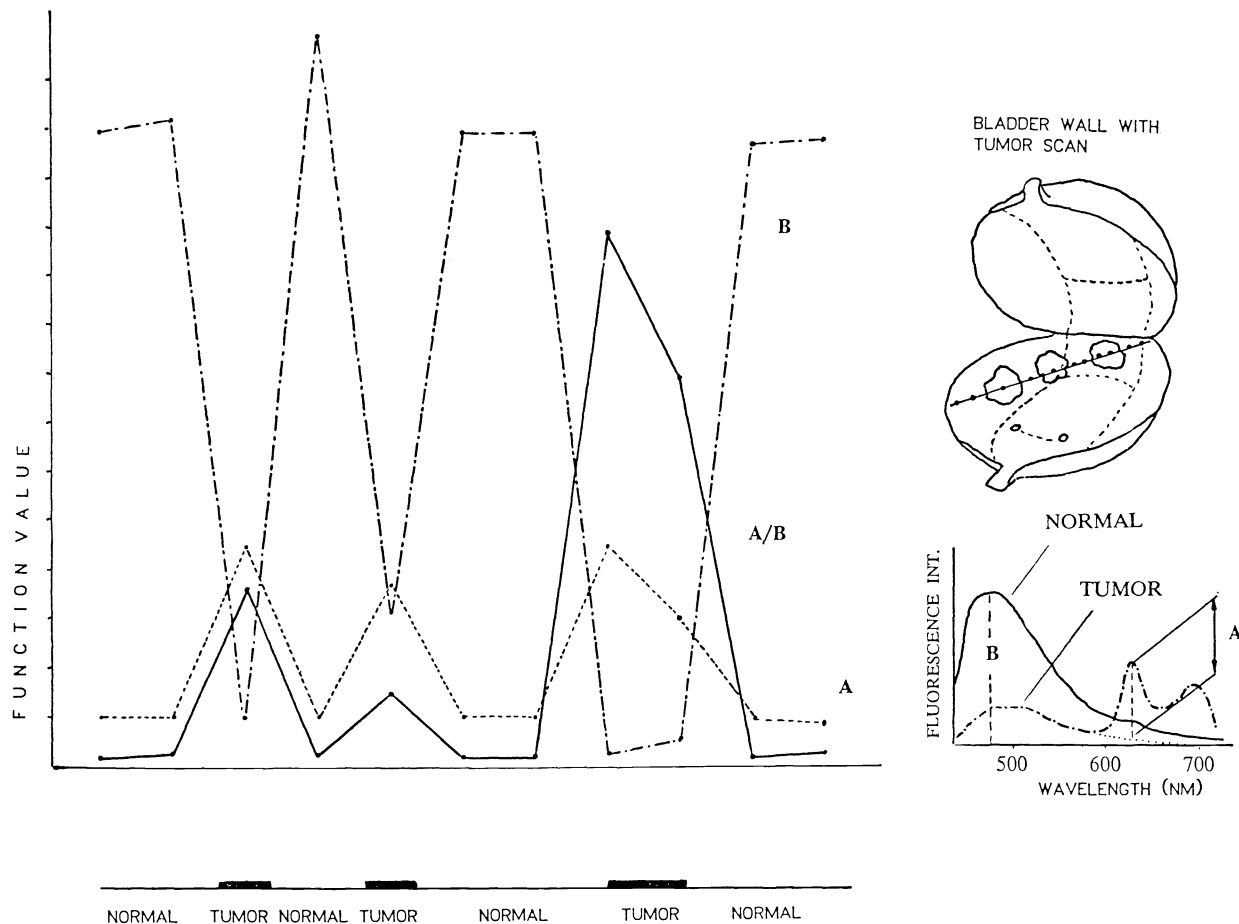 FUNCTION VALUE
B
A/B
A
NORMAL TUMOR NORMAL TUMOR NORMAL TUMOR NORMAL
BLADDER WALL WITH
TUMOR SCAN
NORMAL
TUMOR
FLUORESCENCE INT.
B
A
500 600 700
WAVELENGTH (NM)